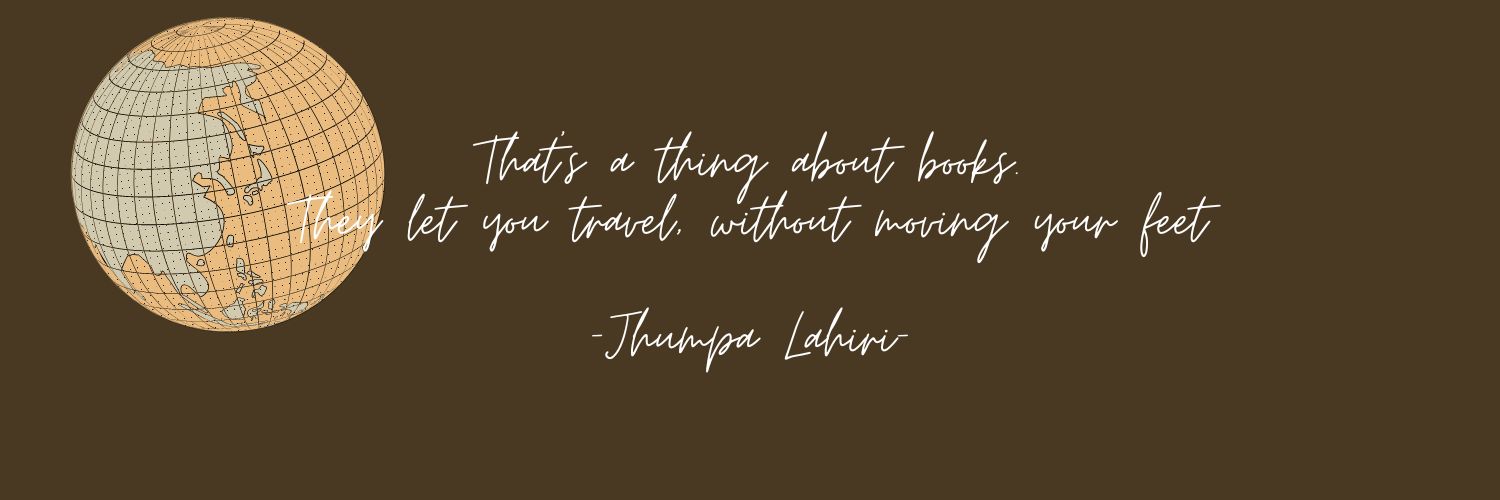 That's a thing about books.
They let you travel, without moving your feet
-Jhumpa Lahiri-